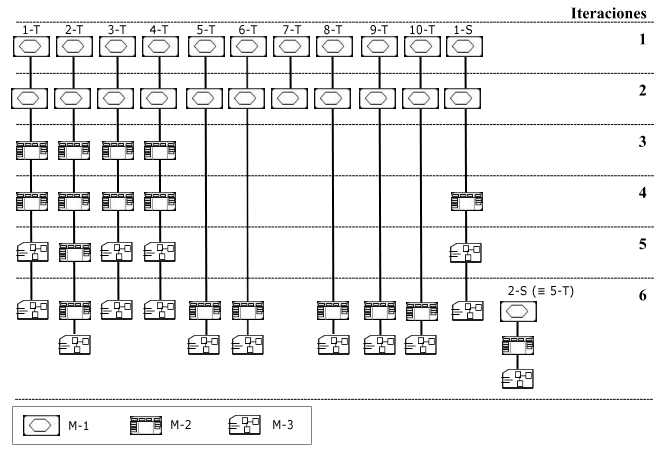 Iteraciones
1-T 2-T 3-T 4-T 5-T 6-T 7-T 8-T 9-T 10-T 1-S 1
2
3
4
5
6
2-S (≡ 5-T)
M-1 M-2 M-3